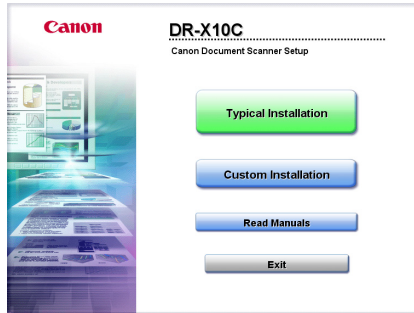 Canon
DR-X10C
Canon Document Scanner Setup
Typical Installation
Custom Installation
Read Manuals
Exit